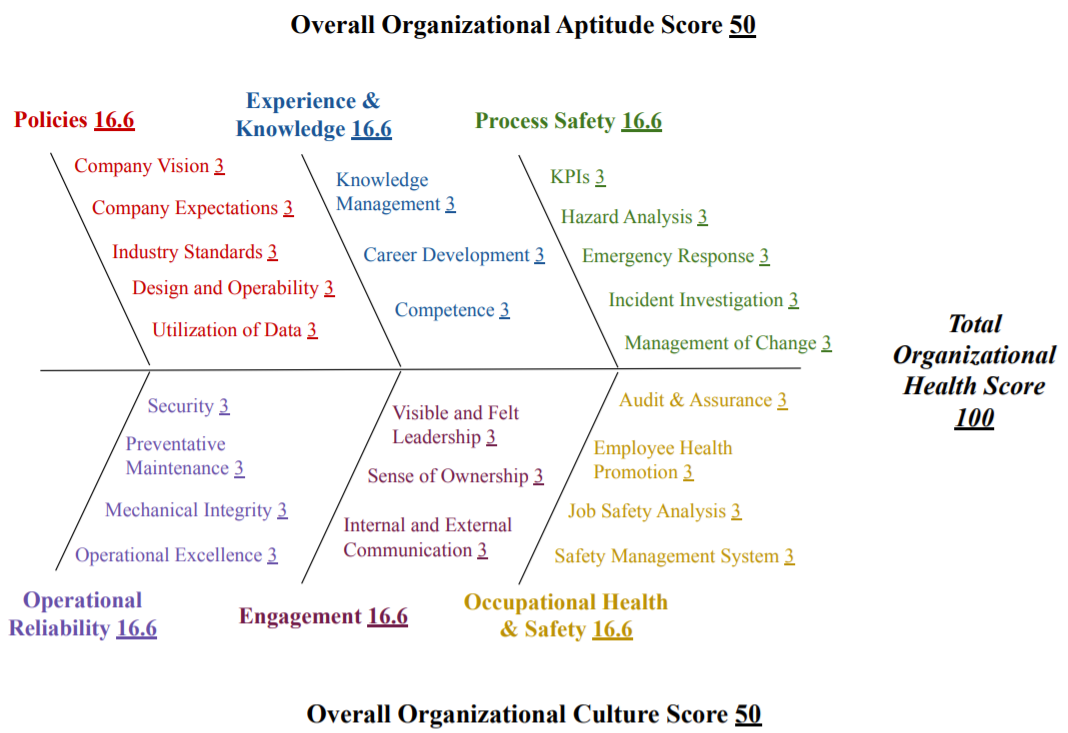 Overall Organizational Aptitude Score 50
Policies 16.6
Company Vision 3
Company Expectations 3
Industry Standards 3
Design and Operability 3
Utilization of Data 3
Experience &
Knowledge 16.6
Knowledge
Management 3
Career Development 3
Competence 3
Process Safety 16.6
KPIs 3
Hazard Analysis 3
Emergency Response 3
Incident Investigation 3
Management of Change 3
Total
Organizational
Health Score
100
Security 3
Preventative
Maintenance 3
Mechanical Integrity 3
Operational Excellence 3
Operational
Reliability 16.6
Visible and Felt
Leadership 3
Sense of Ownership 3
Internal and External
Communication 3
Engagement 16.6
Audit & Assurance 3
Employee Health
Promotion 3
Job Safety Analysis 3
Safety Management System 3
Occupational Health
& Safety 16.6
Overall Organizational Culture Score 50